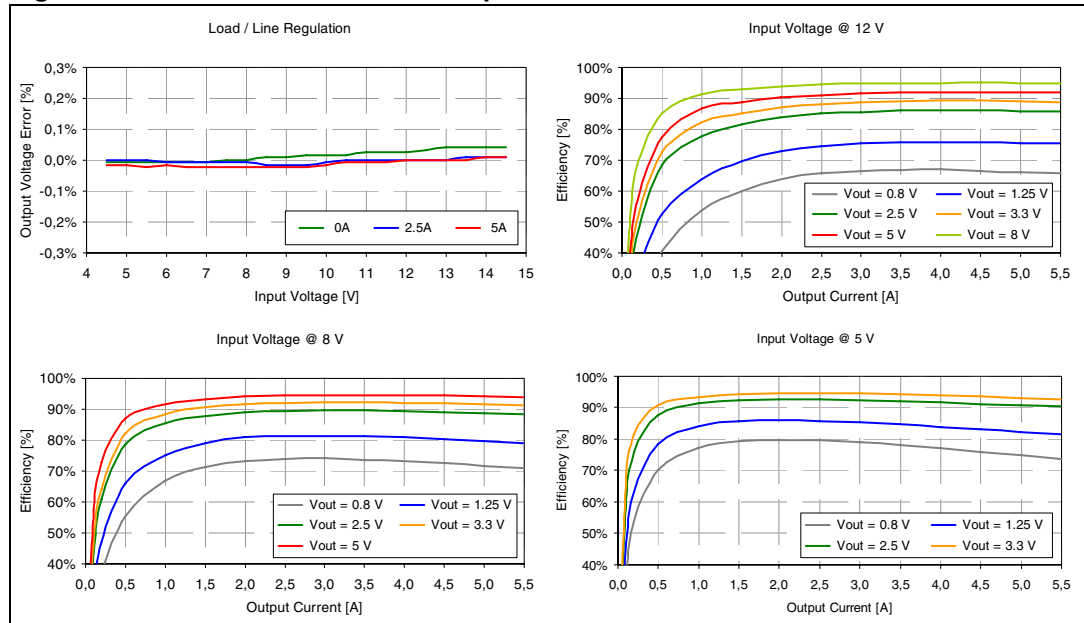 Load / Line Regulation
0,3%
0,2%
0,1%
0,0%
-0,1%
-0,2%
-0,3%
Output Voltage Error [%]
0A 2.5A 5A
4 5 6 7 8 9 10 11 12 13 14 15
Input Voltage [V]
Input Voltage @ 12 V
100%
90%
80%
70%
60%
50%
40%
Efficiency [%]
Vout = 0.8 V Vout = 1.25 V
Vout = 2.5 V Vout = 3.3 V
Vout = 5 V Vout = 8 V
0,0 0,5 1,0 1,5 2,0 2,5 3,0 3,5 4,0 4,5 5,0 5,5
Output Current [A]
Input Voltage @ 8 V
100%
90%
80%
70%
60%
50%
40%
Efficiency [%]
Vout = 0.8 V Vout = 1.25 V
Vout = 2.5 V Vout = 3.3 V
Vout = 5 V
0,0 0,5 1,0 1,5 2,0 2,5 3,0 3,5 4,0 4,5 5,0 5,5
Output Current [A]
Input Voltage @ 5 V
100%
90%
80%
70%
60%
50%
40%
Efficiency [%]
Vout = 0.8 V Vout = 1.25 V
Vout = 2.5 V Vout = 3.3 V
0,0 0,5 1,0 1,5 2,0 2,5 3,0 3,5 4,0 4,5 5,0 5,5
Output Current [A]